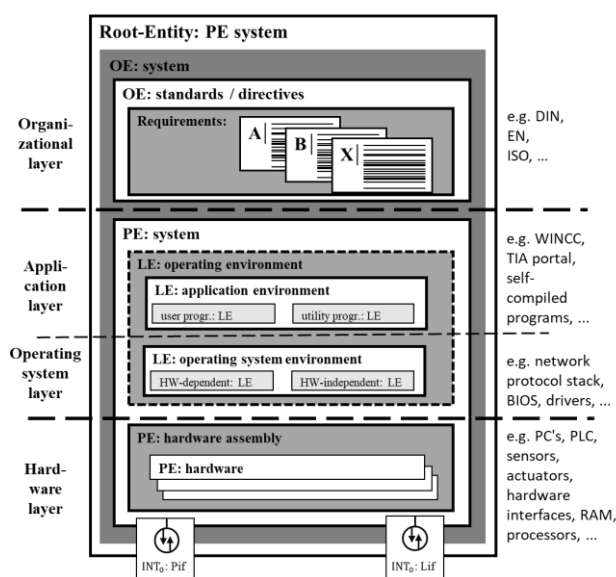 Root-Entity: PE system
OE: system
OE: standards / directives
Requirements:
A
B
X
Organi-
zational
layer
e.g. DIN,
EN,
ISO, ...
PE: system
LE: operating environment
LE: application environment
user progr.: LE
utility progr.: LE
Appli-
cation
layer
e.g. WINCC,
TIA portal,
self-
compiled
programs, ...
LE: operating system environment
HW-dependent: LE
HW-independent: LE
Operating
system
layer
e.g. network
protocol stack,
BIOS, drivers, ...
PE: hardware assembly
PE: hardware
Hard-
ware
layer
e.g. PC's, PLC,
sensors,
actuators,
hardware
interfaces, RAM,
processors, ...
INT₀: Pif
INT₀: Lif